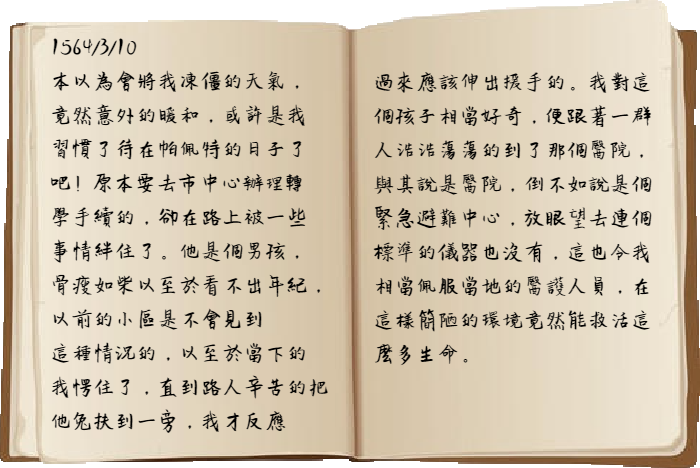 1564/3/10
本以為會將我凍僵的天氣，
竟然意外的暖和，或許是我
習慣了待在帕佩特的日子了
吧！原本要去市中心辦理轉
學手續的，卻在路上被一些
事情絆住了。他是個男孩，
骨瘦如柴以至於看不出年紀，
以前的小區是不會見到
這種情況的，以至於當下的
我愣住了，直到路人辛苦的把
他兔扶到一旁，我才反應
過來應該伸出援手的。我對這
個孩子相當好奇，便跟著一群
人浩浩蕩蕩的到了那個醫院，
與其說是醫院，倒不如說是個
緊急避難中心，放眼望去連個
標準的儀器也沒有，這也令我
相當佩服當地的醫護人員，在
這樣簡陋的環境竟然能救活這
麼多生命。